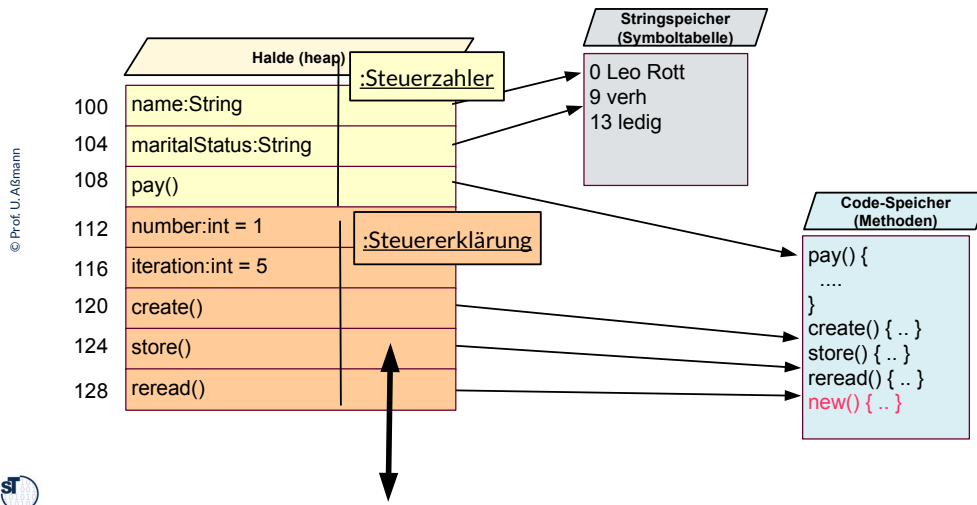 Stringspeicher
(Symboltabelle)
Halde (heap)
:Steuerzahler
0 Leo Rott
9 verh
13 ledig
100 name:String
104 maritalStatus:String
108 pay()
112 number:int = 1
:Steuererklärung
116 iteration:int = 5
120 create()
124 store()
128 reread()
Code-Speicher
(Methoden)
pay() {
....
}
create() { .. }
store() { .. }
reread() { .. }
new() { .. }
© Prof. U. Aßmann
ST